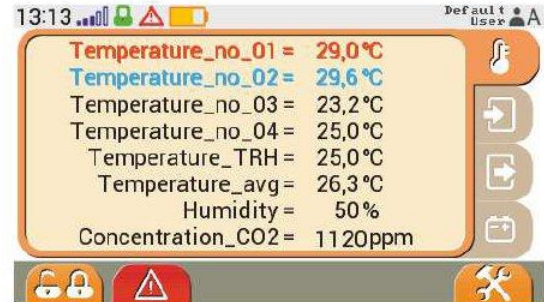 13:13
Default
User A
Temperature_no_01 = 29,0°C
Temperature_no_02 = 29,6°C
Temperature_no_03 = 23,2°C
Temperature_no_04 = 25,0°C
Temperature_TRH = 25,0°C
Temperature_avg = 26,3°C
Humidity = 50%
Concentration_CO2 = 1120ppm